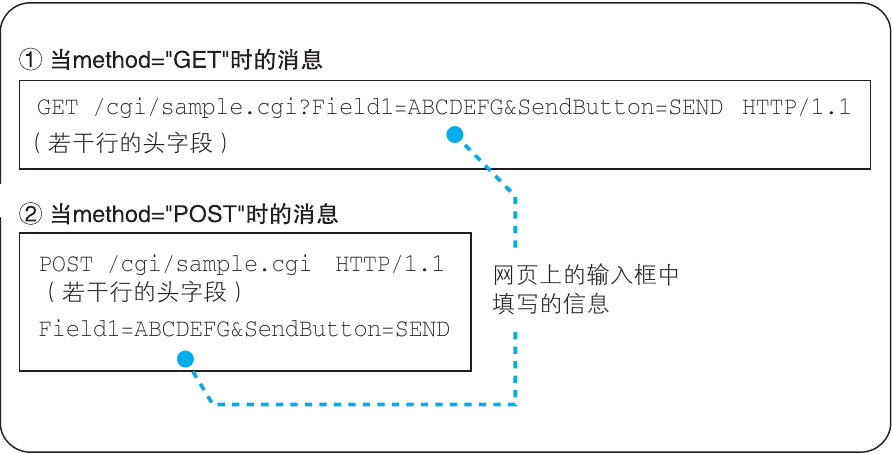 ① 当method="GET"时的消息
GET /cgi/sample.cgi?Field1=ABCDEFG&SendButton=SEND HTTP/1.1
（若干行的头字段）
② 当method="POST"时的消息
POST /cgi/sample.cgi HTTP/1.1
（若干行的头字段）
Field1=ABCDEFG&SendButton=SEND
网页上的输入框中
填写的信息